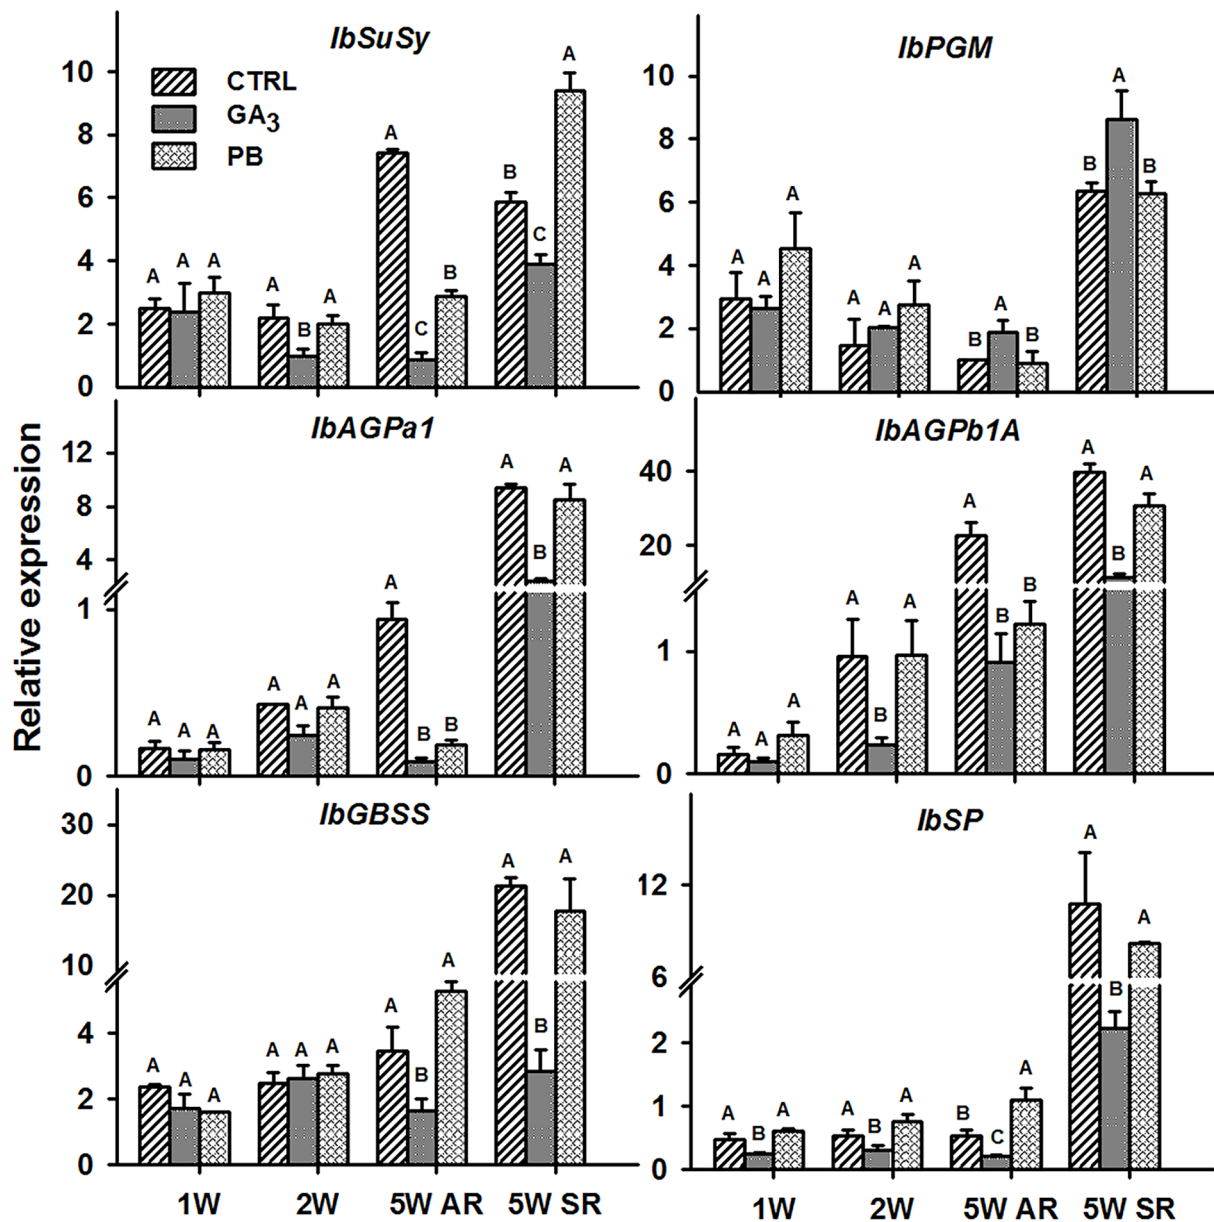 Relative expression
IbSuSy
CTRL
GA3
PB
10
8
6
4
2
0
A A A
A B A
A C B
B C A
IbPGM
10
8
6
4
2
0
A A A
A A A
B A B
B A B
IbAGPa1
12
8
4
1
0
A A A
A A A
A B B
A B A
IbAGPb1A
40
20
1
0
A A A
A B A
A B B
A B A
IbGBSS
30
20
10
4
2
0
A A A
A A A
A B A
A B A
1W 2W 5W AR 5W SR
IbSP
12
6
2
1
0
A B A
A B A
B C A
A B A
1W 2W 5W AR 5W SR